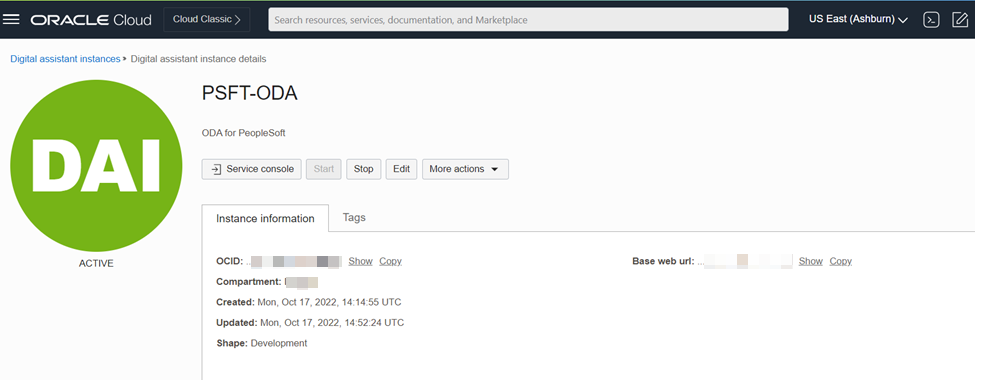 ORACLE Cloud Cloud Classic > Search resources, services, documentation, and Marketplace US East (Ashburn)
Digital assistant instances Digital assistant instance details
DAI
ACTIVE
PSFT-ODA
ODA for PeopleSoft
Service console Start Stop Edit More actions
Instance information Tags
OCID: ... Show Copy Base web url: ... Show Copy
Compartment:
Created: Mon, Oct 17, 2022, 14:14:55 UTC
Updated: Mon, Oct 17, 2022, 14:52:24 UTC
Shape: Development